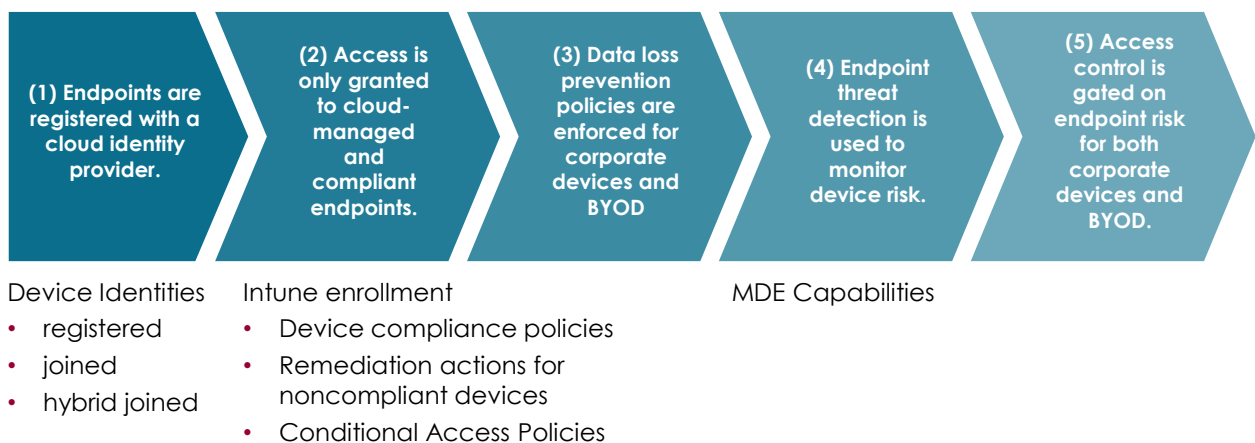 (1) Endpoints are
registered with a
cloud identity
provider.
(2) Access is
only granted
to cloud-
managed
and
compliant
endpoints.
(3) Data loss
prevention
policies are
enforced for
corporate
devices and
BYOD
(4) Endpoint
threat
detection is
used to
monitor
device risk.
(5) Access
control is
gated on
endpoint risk
for both
corporate
devices and
BYOD.
Device Identities
• registered
• joined
• hybrid joined
Intune enrollment
• Device compliance policies
• Remediation actions for
noncompliant devices
• Conditional Access Policies
MDE Capabilities